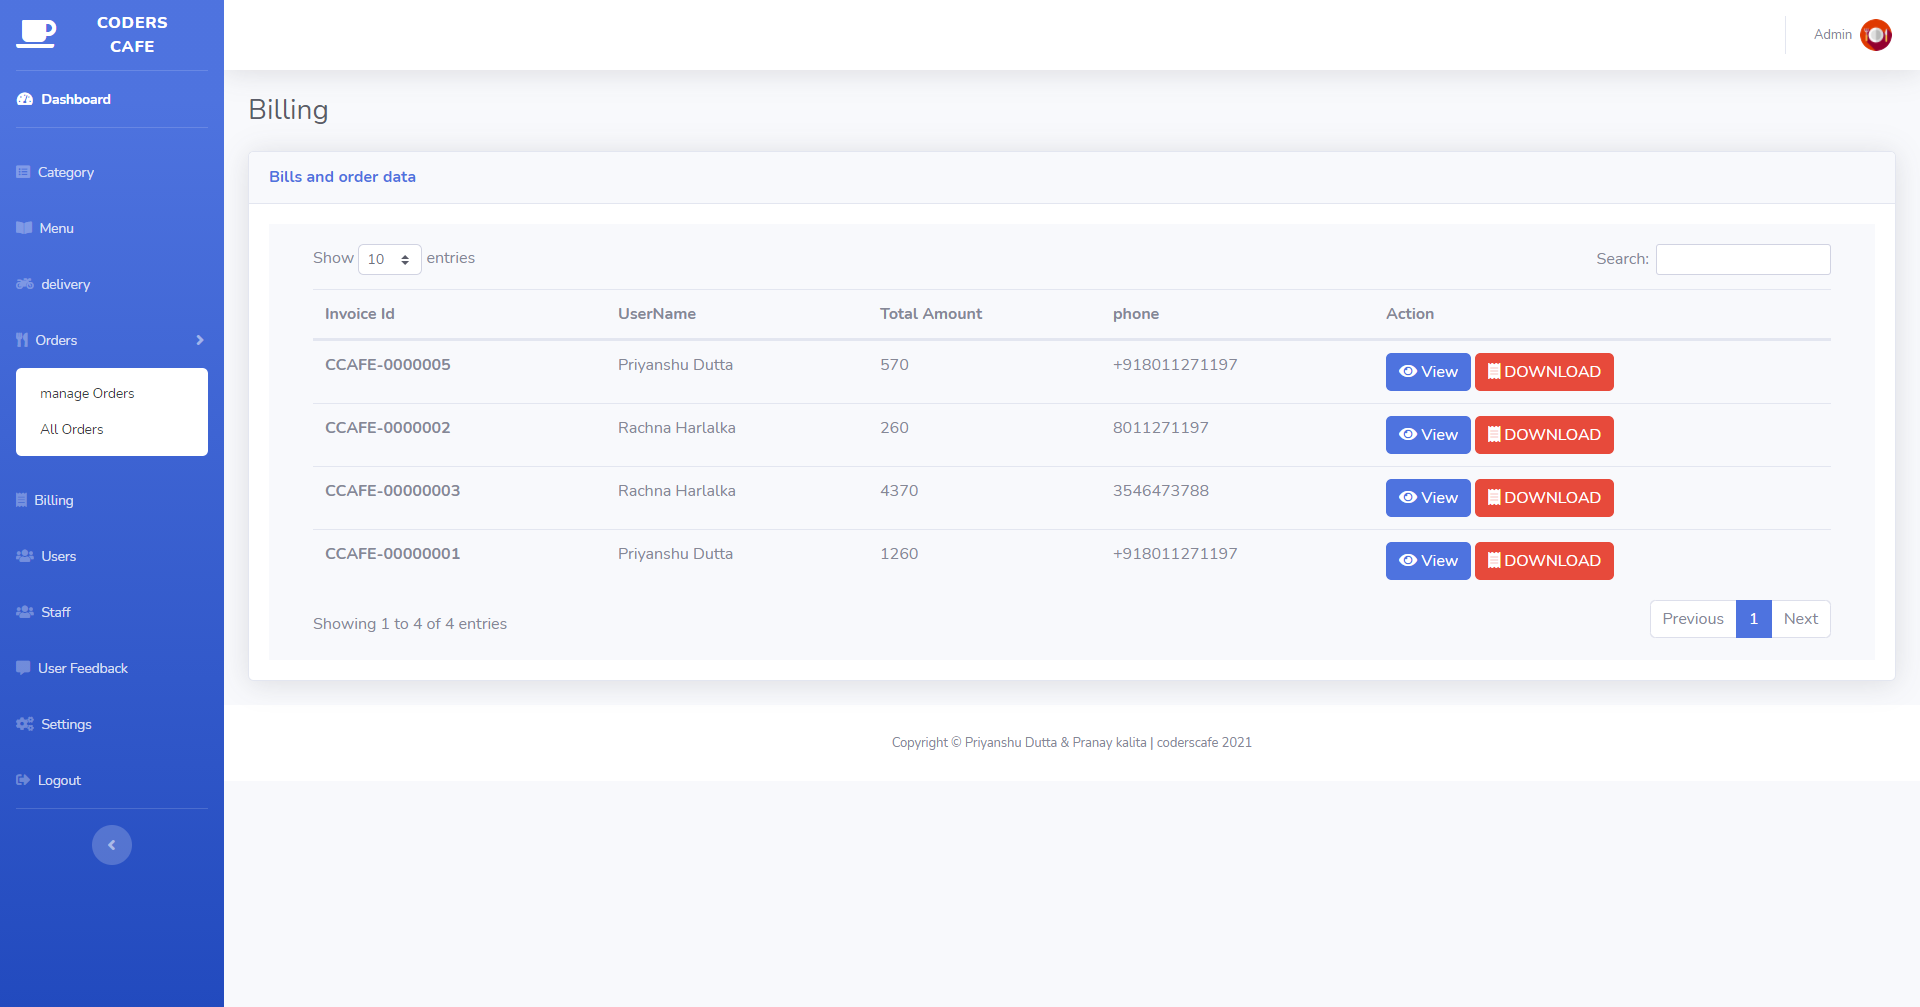 CODERS
CAFE
Admin
Dashboard
Category
Menu
delivery
Orders
manage Orders
All Orders
Billing
Users
Staff
User Feedback
Settings
Logout
Billing
Bills and order data
Show 10 entries Search:
Invoice Id UserName Total Amount phone Action
CCAFE-0000005 Priyanshu Dutta 570 +918011271197 View DOWNLOAD
CCAFE-0000002 Rachna Harlalka 260 8011271197 View DOWNLOAD
CCAFE-00000003 Rachna Harlalka 4370 3546473788 View DOWNLOAD
CCAFE-00000001 Priyanshu Dutta 1260 +918011271197 View DOWNLOAD
Showing 1 to 4 of 4 entries Previous 1 Next
Copyright © Priyanshu Dutta & Pranay kalita | coderscafe 2021